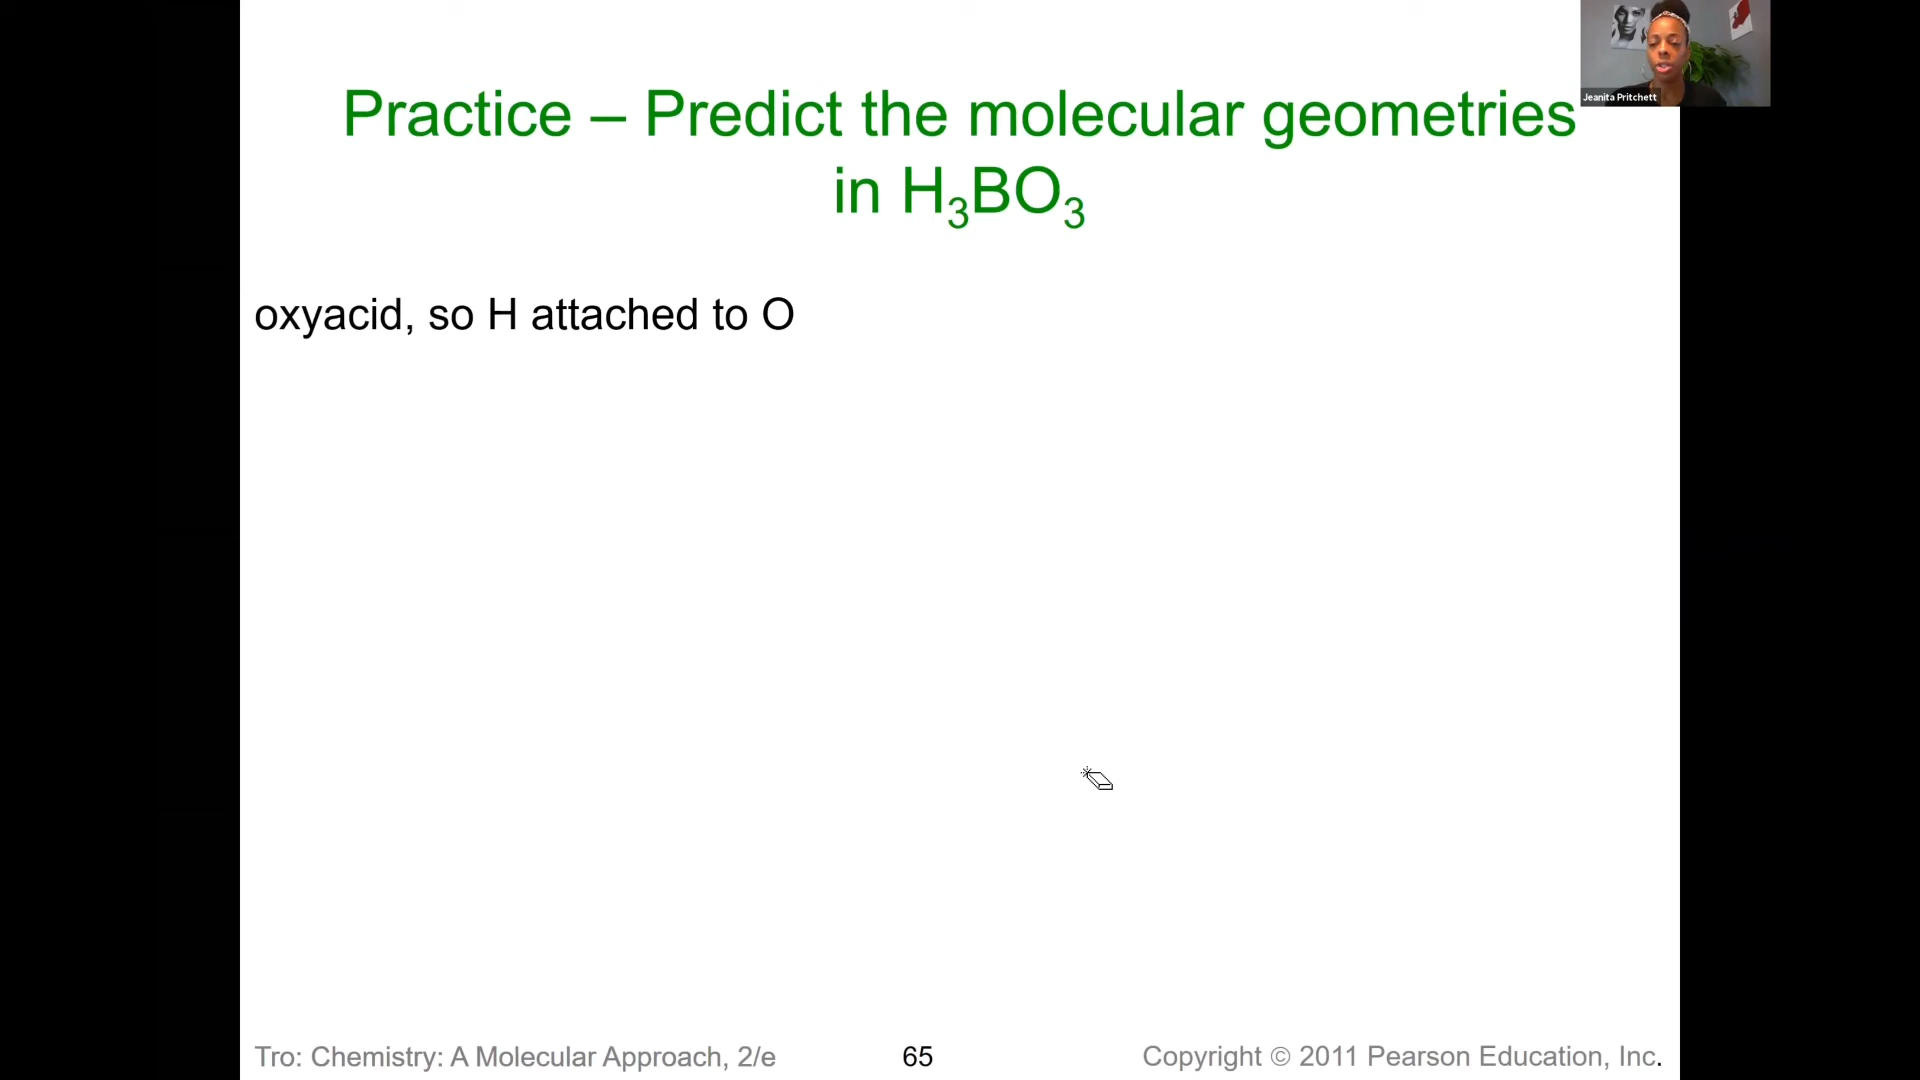 Practice – Predict the molecular geometries
in H₃BO₃
Jeanita Pritchett
oxyacid, so H attached to O
Tro: Chemistry: A Molecular Approach, 2/e
65
Copyright © 2011 Pearson Education, Inc.